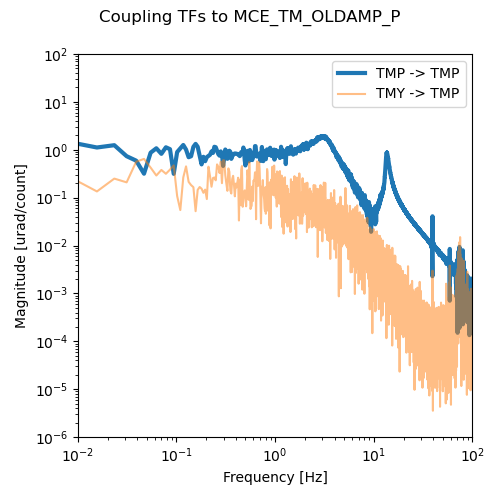 Coupling TFs to MCE_TM_OLDAMP_P
TMP -> TMP
TMY -> TMP
Magnitude [urad/count]
10²
10¹
10⁰
10⁻¹
10⁻²
10⁻³
10⁻⁴
10⁻⁵
10⁻⁶
10⁻² 10⁻¹ 10⁰ 10¹ 10²
Frequency [Hz]